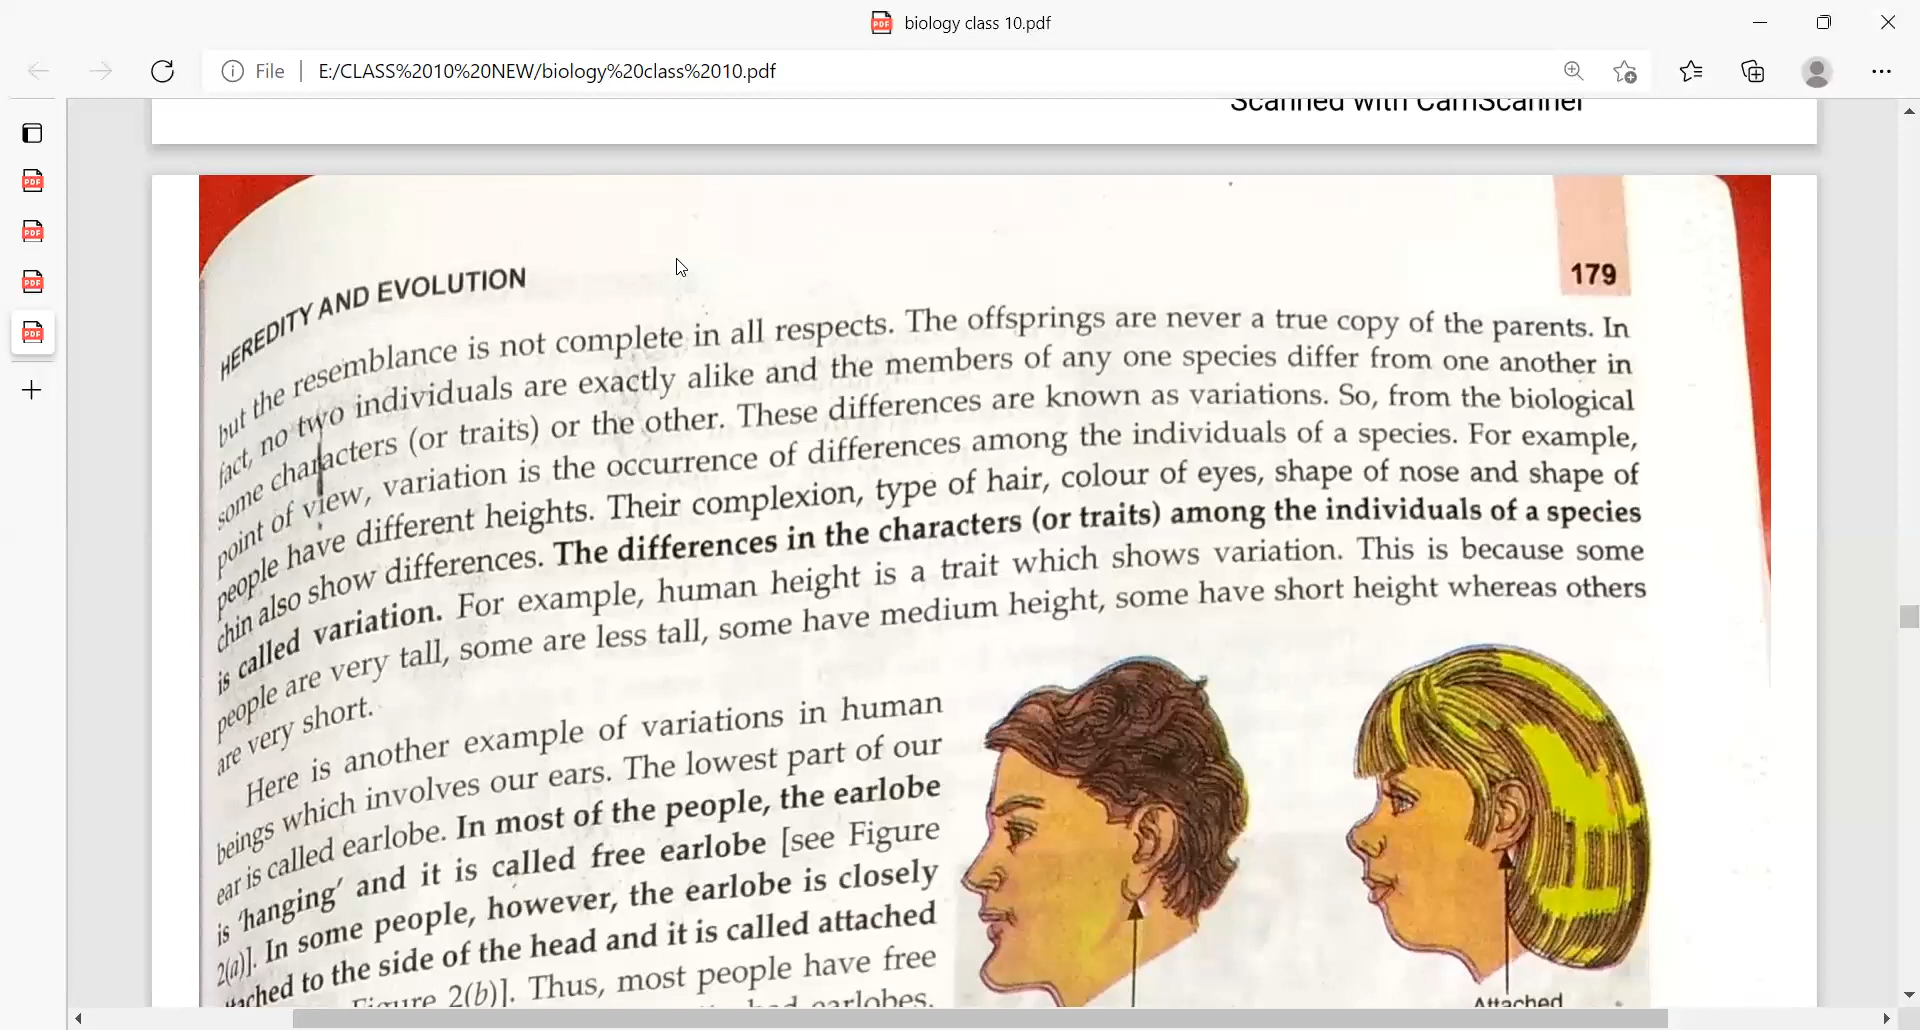 biology class 10.pdf
File
E:/CLASS%2010%20NEW/biology%20class%2010.pdf
Scanned with CamScanner
HEREDITY AND EVOLUTION
179
but the resemblance is not complete in all respects. The offsprings are never a true copy of the parents. In
fact, no two individuals are exactly alike and the members of any one species differ from one another in
some characters (or traits) or the other. These differences are known as variations. So, from the biological
point of view, variation is the occurrence of differences among the individuals of a species. For example,
people have different heights. Their complexion, type of hair, colour of eyes, shape of nose and shape of
chin also show differences. The differences in the characters (or traits) among the individuals of a species
is called variation. For example, human height is a trait which shows variation. This is because some
people are very tall, some are less tall, some have medium height, some have short height whereas others
are very short.
Here is another example of variations in human
beings which involves our ears. The lowest part of our
ear is called earlobe. In most of the people, the earlobe
is 'hanging' and it is called free earlobe [see Figure
2(a)]. In some people, however, the earlobe is closely
attached to the side of the head and it is called attached
Figure 2(b)]. Thus, most people have free
earlobes.
Attached